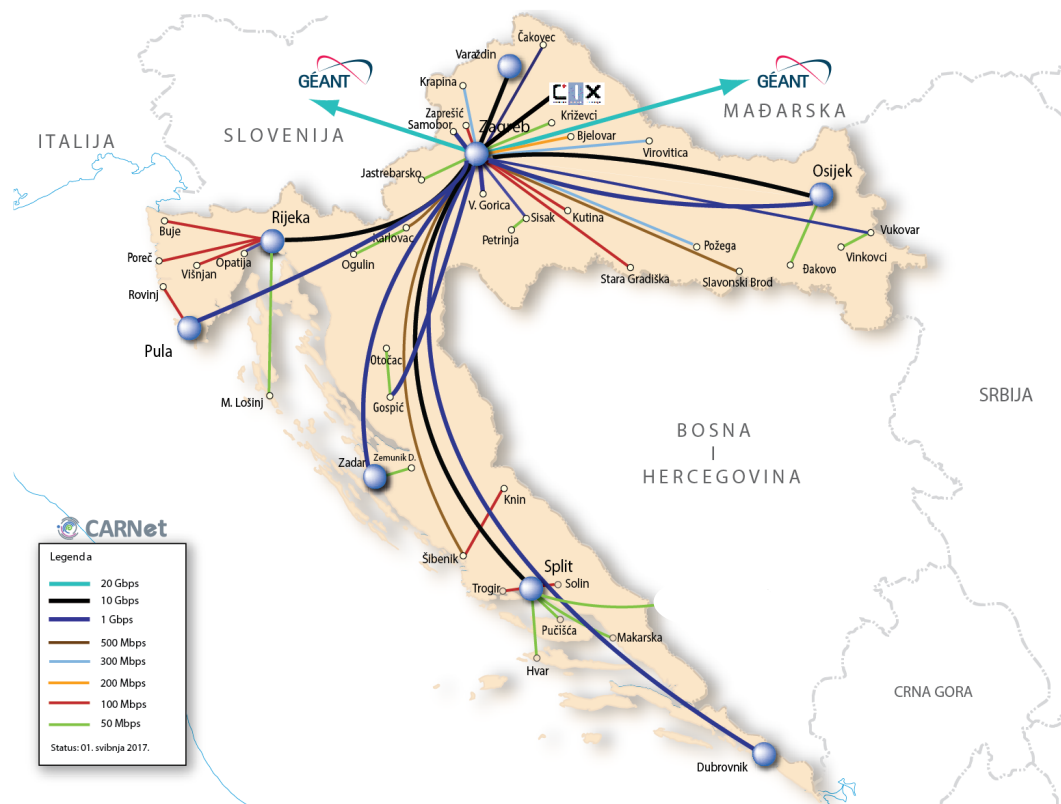 Čakovec
Varaždin
GÉANT
GÉANT
Krapina
CIX
MAĐARSKA
Zaprešić
Križevci
Samobor
Zagreb
ITALIJA
SLOVENIJA
Bjelovar
Virovitica
Jastrebarsko
Osijek
V. Gorica
Rijeka
Sisak
Kutina
Buje
Karlovac
Petrinja
Vukovar
Požega
Poreč
Opatija
Vinkovci
Višnjan
Ogulin
Đakovo
Stara Gradiška
Slavonski Brod
Rovinj
Pula
Otočac
SRBIJA
M. Lošinj
Gospić
BOSNA
I
HERCEGOVINA
Zadar
Zemunik D.
Knin
CARNet
Legenda
20 Gbps
10 Gbps
1 Gbps
500 Mbps
300 Mbps
200 Mbps
100 Mbps
50 Mbps
Status: 01. svibnja 2017.
Šibenik
Split
Solin
Trogir
Pučišća
Makarska
Hvar
CRNA GORA
Dubrovnik